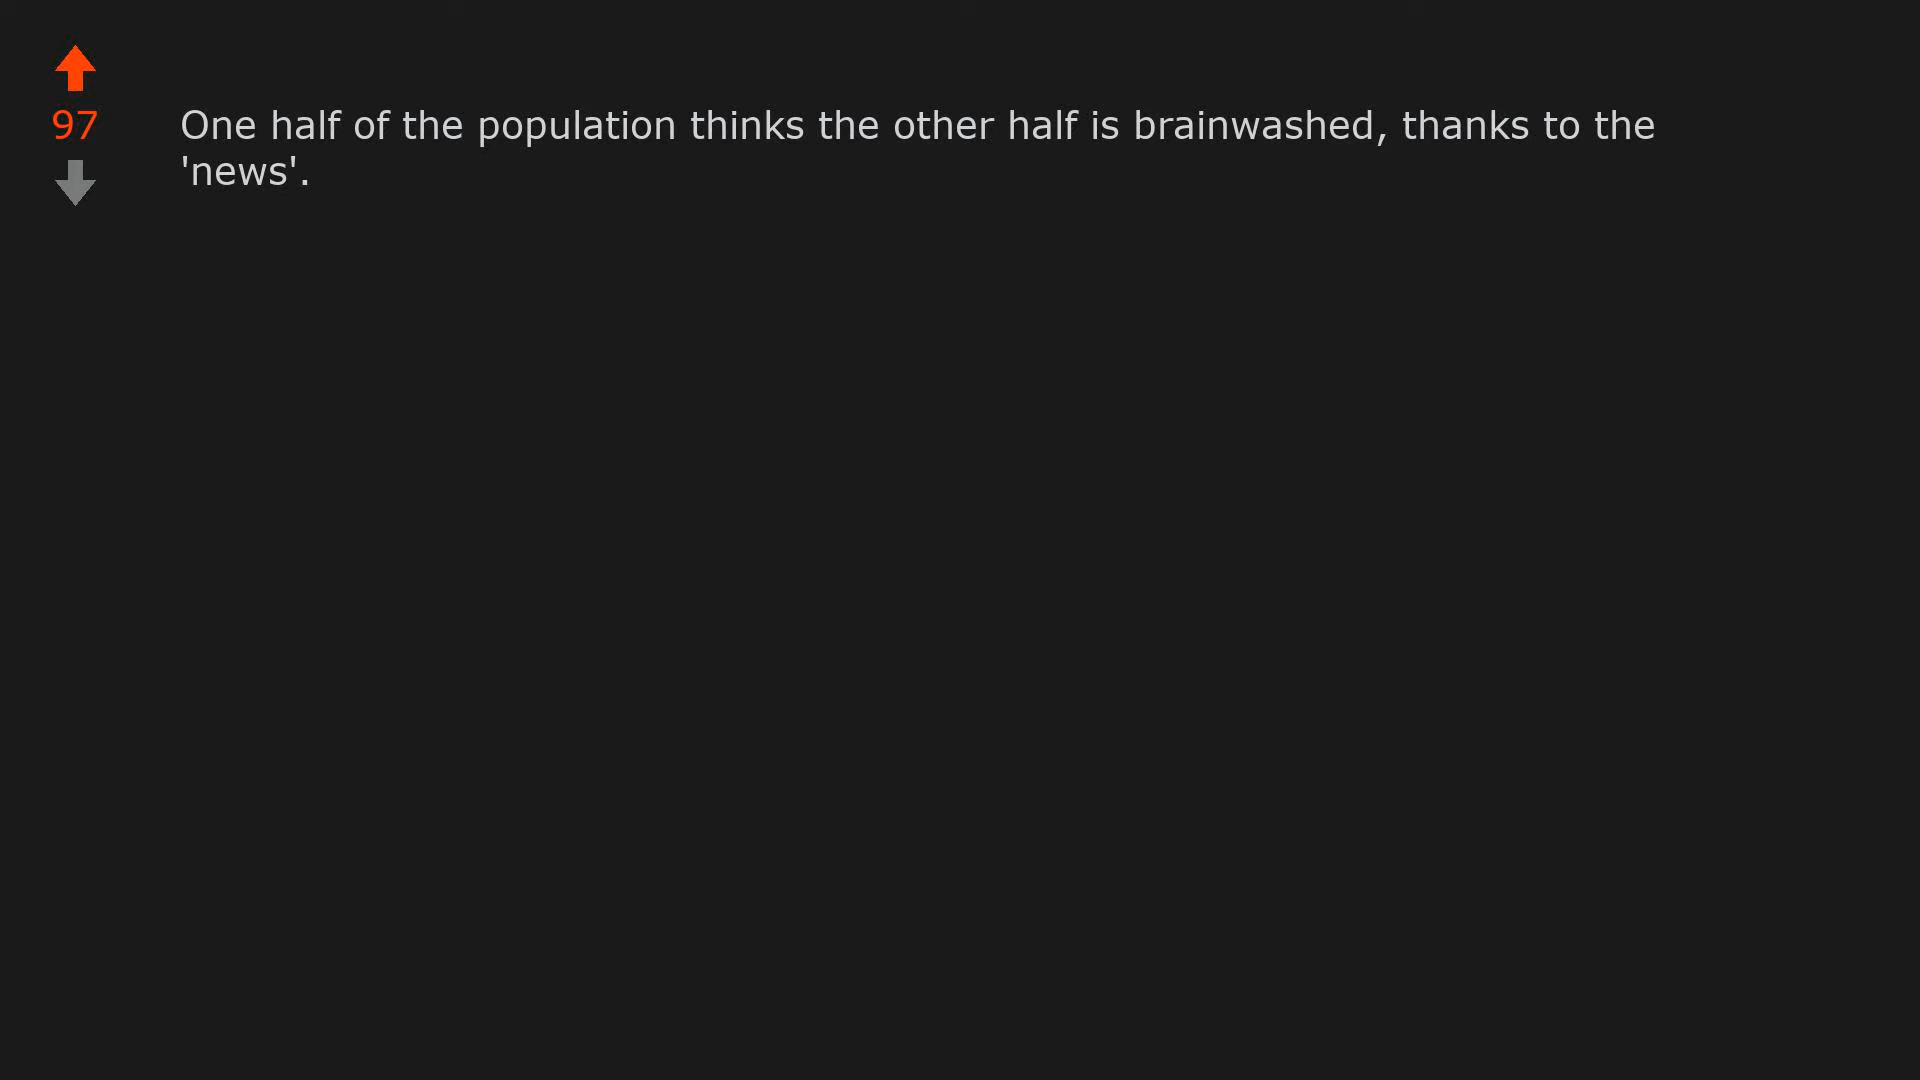 97
One half of the population thinks the other half is brainwashed, thanks to the
'news'.